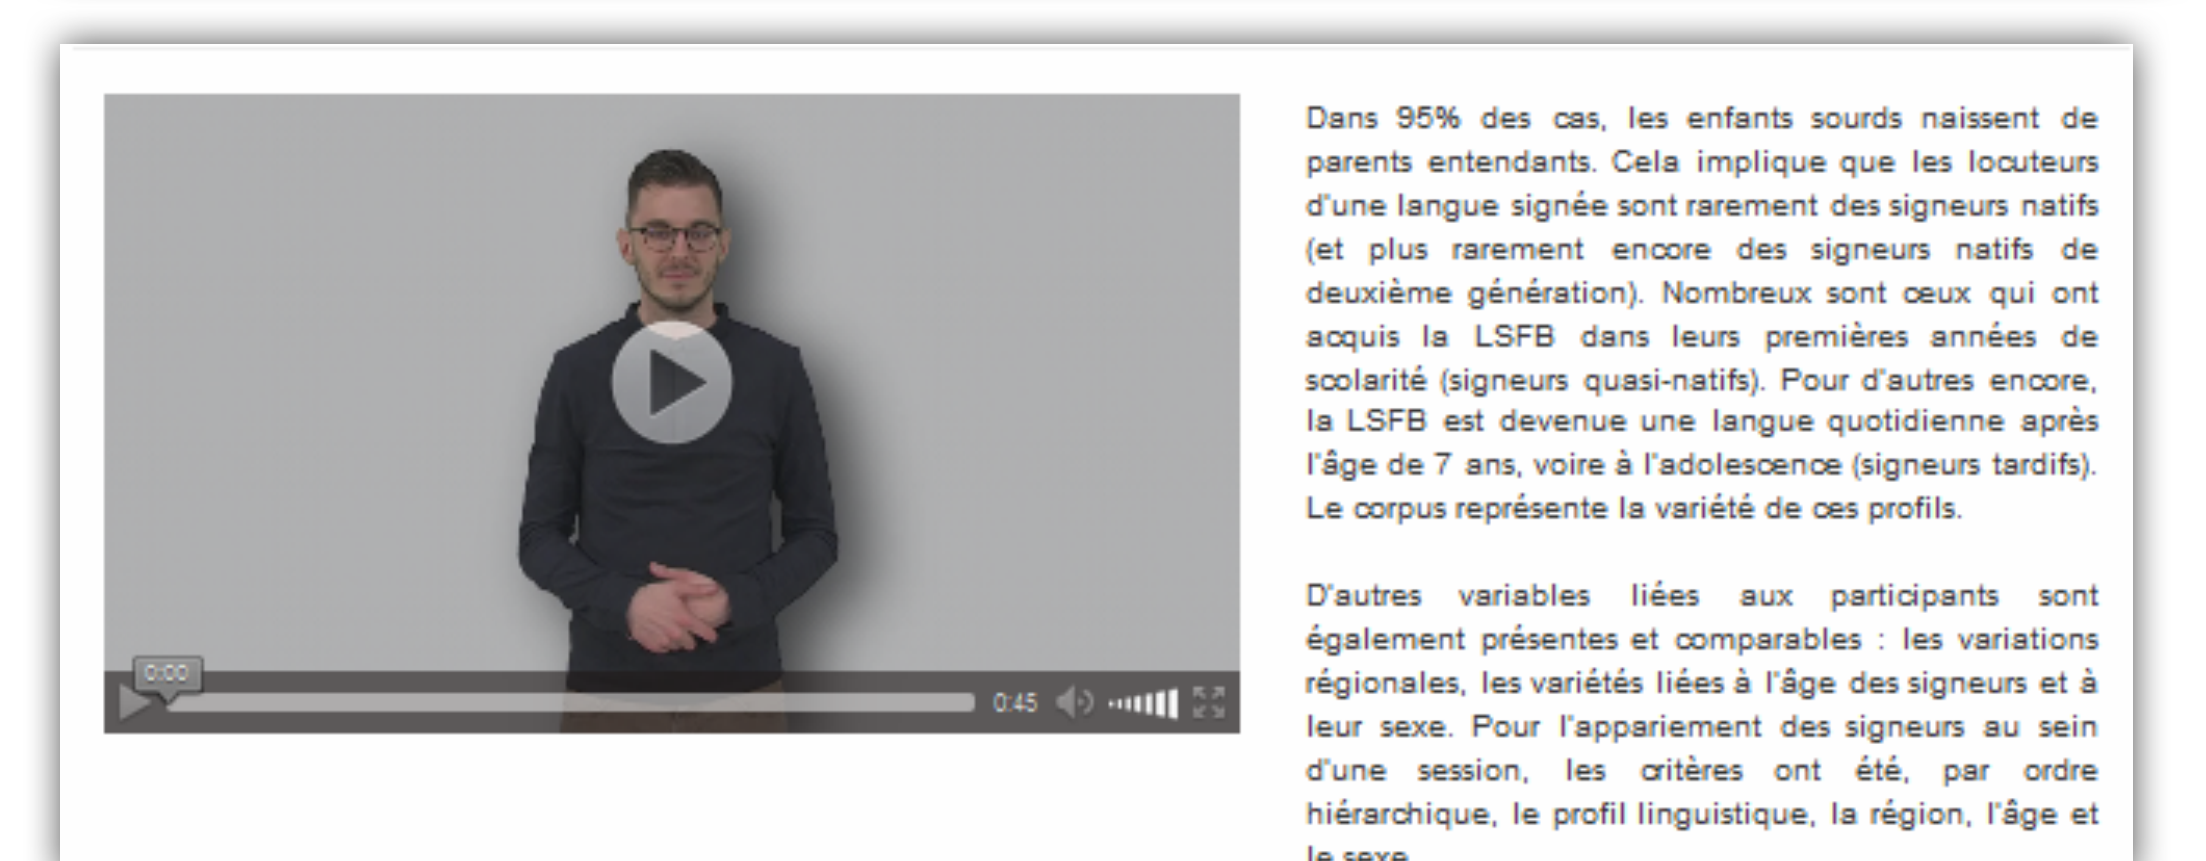 Dans 95% des cas, les enfants sourds naissent de
parents entendants. Cela implique que les locuteurs
d'une langue signée sont rarement des signeurs natifs
(et plus rarement encore des signeurs natifs de
deuxième génération). Nombreux sont ceux qui ont
acquis la LSFB dans leurs premières années de
scolarité (signeurs quasi-natifs). Pour d'autres encore,
la LSFB est devenue une langue quotidienne après
l'âge de 7 ans, voire à l'adolescence (signeurs tardifs).
Le corpus représente la variété de ces profils.
D'autres variables liées aux participants sont
également présentes et comparables : les variations
régionales, les variétés liées à l'âge des signeurs et à
leur sexe. Pour l'appariement des signeurs au sein
d'une session, les critères ont été, par ordre
hiérarchique, le profil linguistique, la région, l'âge et
le sexe.
0:00
0:45